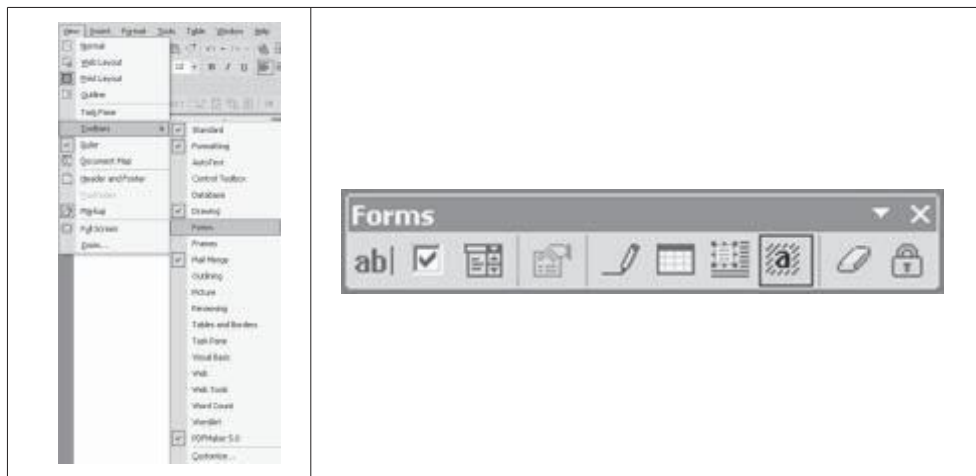 View Insert Format Tools Table Window Help
Normal
Web Layout
Print Layout
Outline
Task Pane
Toolbars
Ruler
Document Map
Header and Footer
Footnotes
Markup
Full Screen
Zoom...
12
B I U
Standard
Formatting
AutoText
Control Toolbox
Database
Drawing
Forms
Frames
Mail Merge
Outlining
Picture
Reviewing
Tables and Borders
Task Pane
Visual Basic
Web
Web Tools
Word Count
WordArt
PDFMaker 5.0
Customize...
Forms
ab|
a